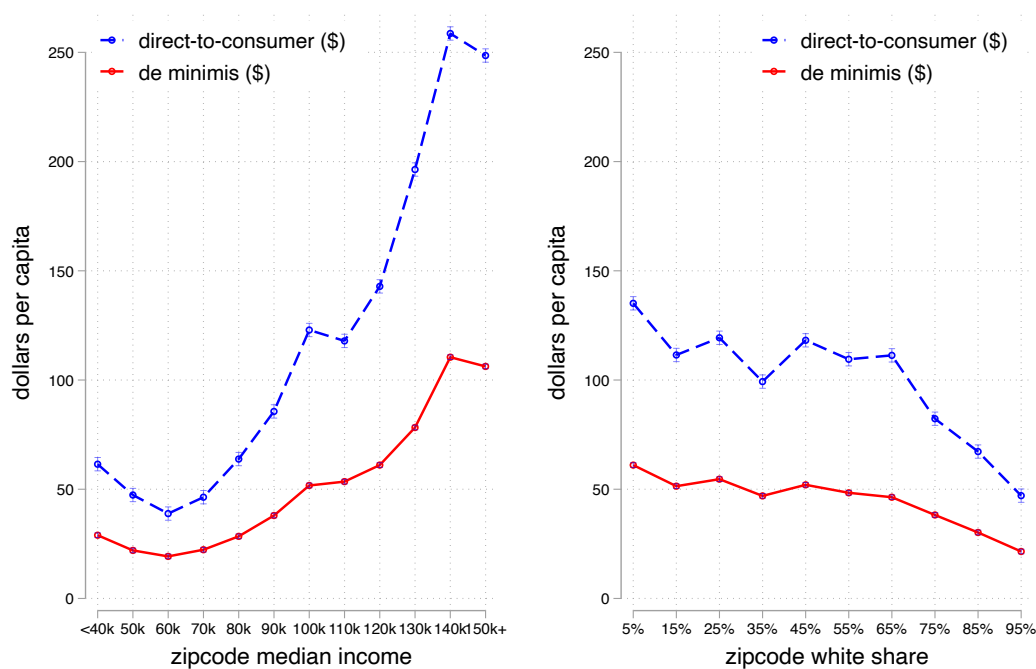 direct-to-consumer ($)
de minimis ($)
250
200
150
100
50
0
dollars per capita
<40k 50k 60k 70k 80k 90k 100k 110k 120k 130k 140k 150k+
zipcode median income
direct-to-consumer ($)
de minimis ($)
250
200
150
100
50
0
dollars per capita
5% 15% 25% 35% 45% 55% 65% 75% 85% 95%
zipcode white share